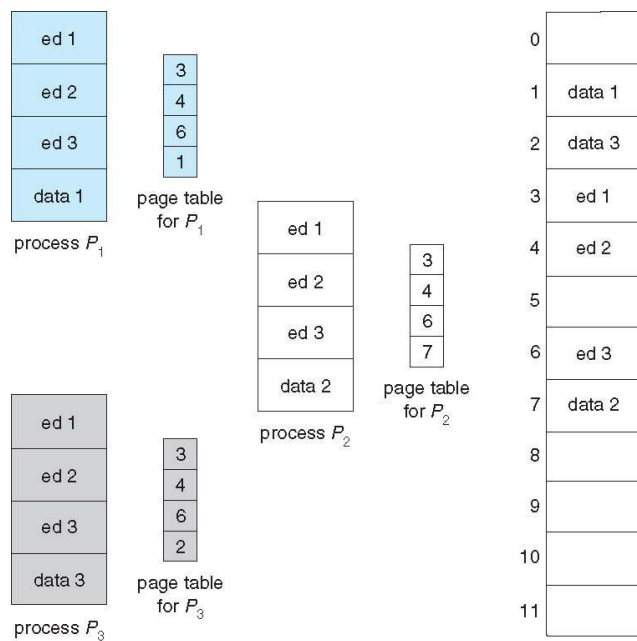 ed 1
ed 2
ed 3
data 1
process P1
3
4
6
1
page table
for P1
ed 1
ed 2
ed 3
data 2
process P2
3
4
6
7
page table
for P2
ed 1
ed 2
ed 3
data 3
process P3
3
4
6
2
page table
for P3
0
1 data 1
2 data 3
3 ed 1
4 ed 2
5
6 ed 3
7 data 2
8
9
10
11